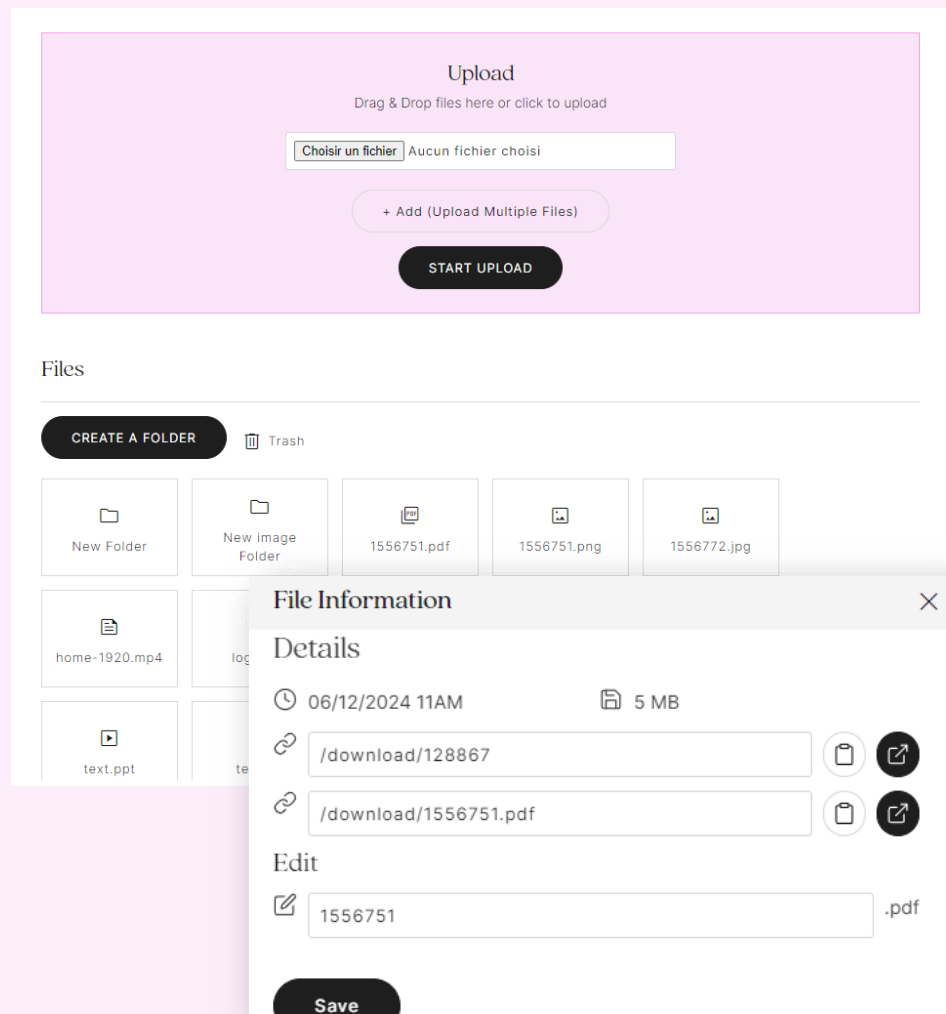 Upload
Drag & Drop files here or click to upload
Choisir un fichier Aucun fichier choisi
+ Add (Upload Multiple Files)
START UPLOAD
Files
CREATE A FOLDER
Trash
New Folder
New image
Folder
PDF
1556751.pdf
1556751.png
1556772.jpg
home-1920.mp4
log
text.ppt
te
File Information
Details
06/12/2024 11AM
5 MB
/download/128867
/download/1556751.pdf
Edit
1556751
.pdf
Save